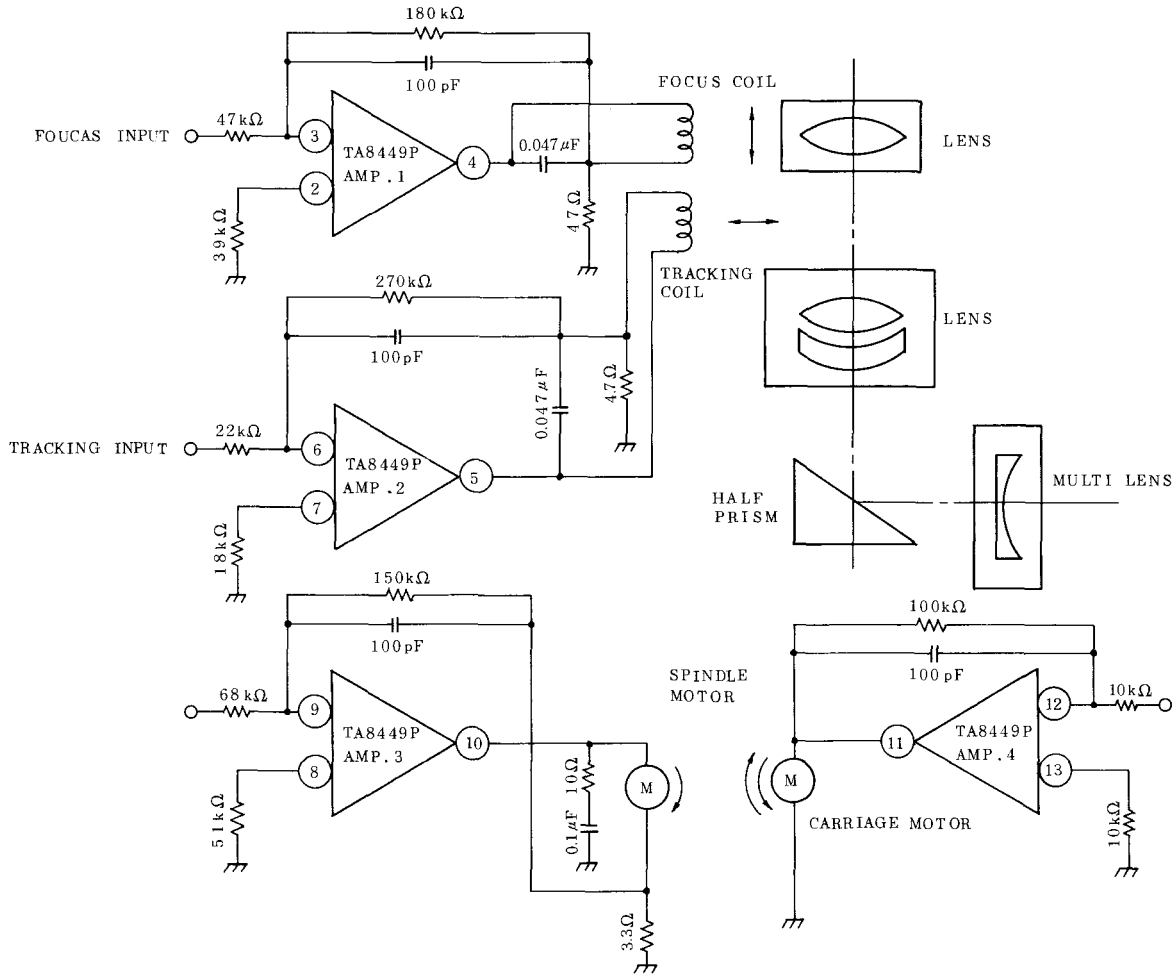 180kΩ
100pF
FOUCAS INPUT
47kΩ
3
2
TA8449P
AMP.1
4
0.047μF
39kΩ
47Ω
FOCUS COIL
LENS
TRACKING
COIL
LENS
270kΩ
100pF
0.047μF
4.7Ω
TRACKING INPUT
22kΩ
6
7
TA8449P
AMP.2
5
18kΩ
HALF
PRISM
MULTI LENS
150kΩ
100pF
68kΩ
9
8
TA8449P
AMP.3
10
51kΩ
10Ω
0.1μF
M
3.3Ω
SPINDLE
MOTOR
100kΩ
100pF
10kΩ
12
13
TA8449P
AMP.4
11
M
CARRIAGE MOTOR
10kΩ